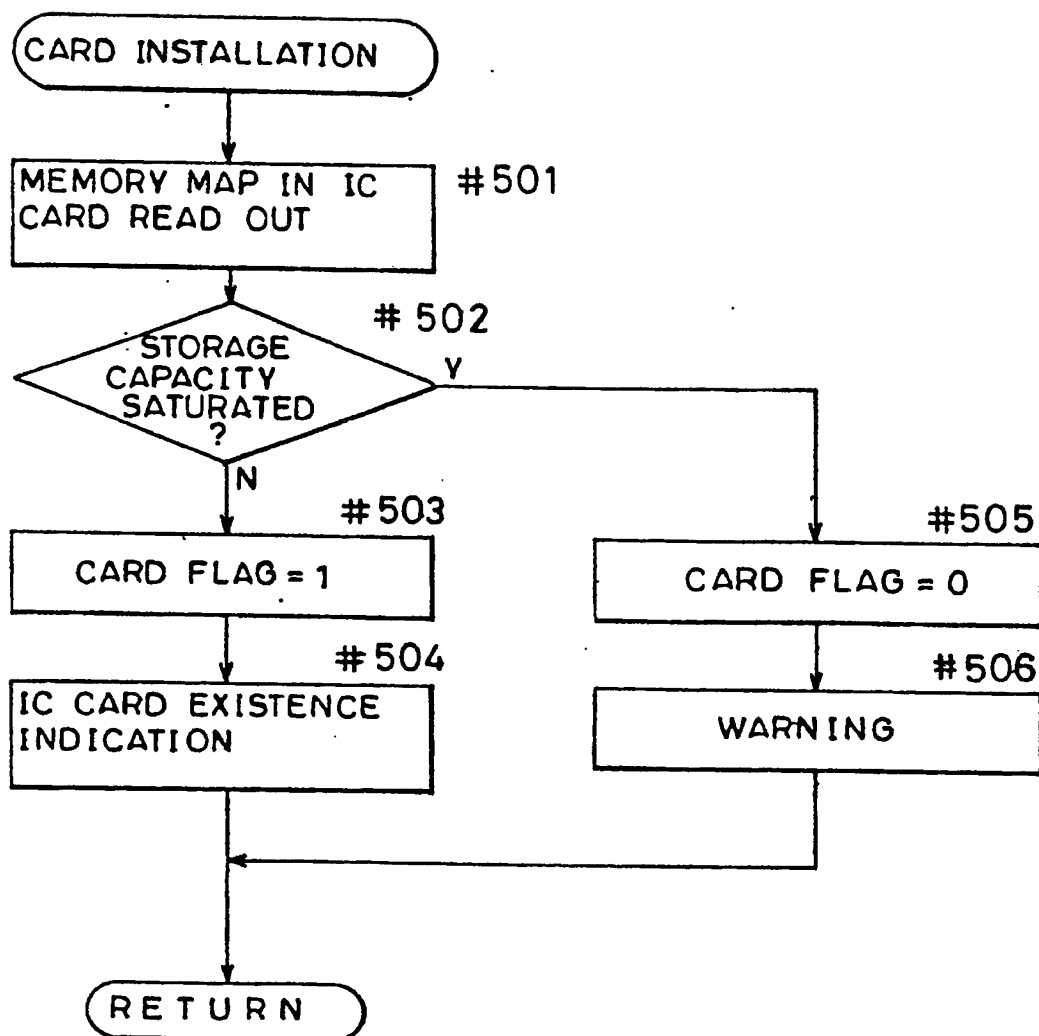 CARD INSTALLATION
MEMORY MAP IN IC
CARD READ OUT
#501
#502
STORAGE
CAPACITY
SATURATED
?
Y
N
#503
CARD FLAG = 1
#504
IC CARD EXISTENCE
INDICATION
#505
CARD FLAG = 0
#506
WARNING
RETURN